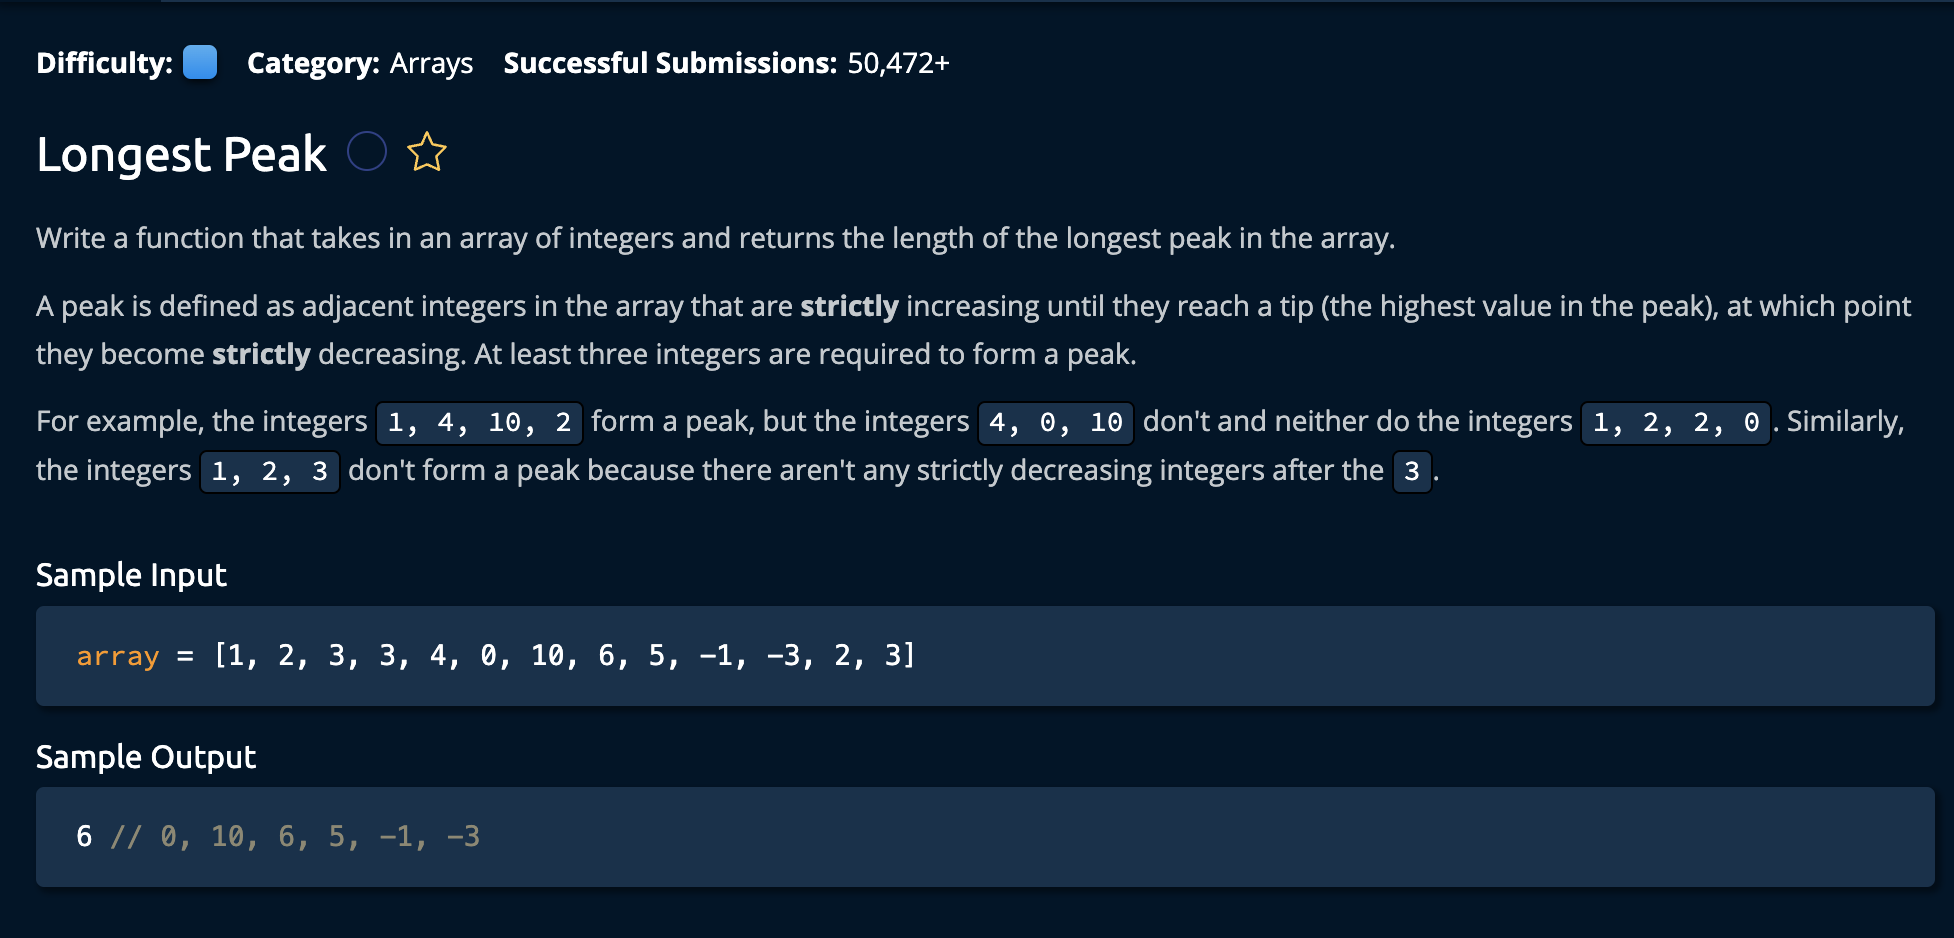 Difficulty: Category: Arrays Successful Submissions: 50,472+
Longest Peak
Write a function that takes in an array of integers and returns the length of the longest peak in the array.
A peak is defined as adjacent integers in the array that are strictly increasing until they reach a tip (the highest value in the peak), at which point
they become strictly decreasing. At least three integers are required to form a peak.
For example, the integers 1, 4, 10, 2 form a peak, but the integers 4, 0, 10 don't and neither do the integers 1, 2, 2, 0. Similarly,
the integers 1, 2, 3 don't form a peak because there aren't any strictly decreasing integers after the 3.
Sample Input
array = [1, 2, 3, 3, 4, 0, 10, 6, 5, -1, -3, 2, 3]
Sample Output
6 // 0, 10, 6, 5, -1, -3